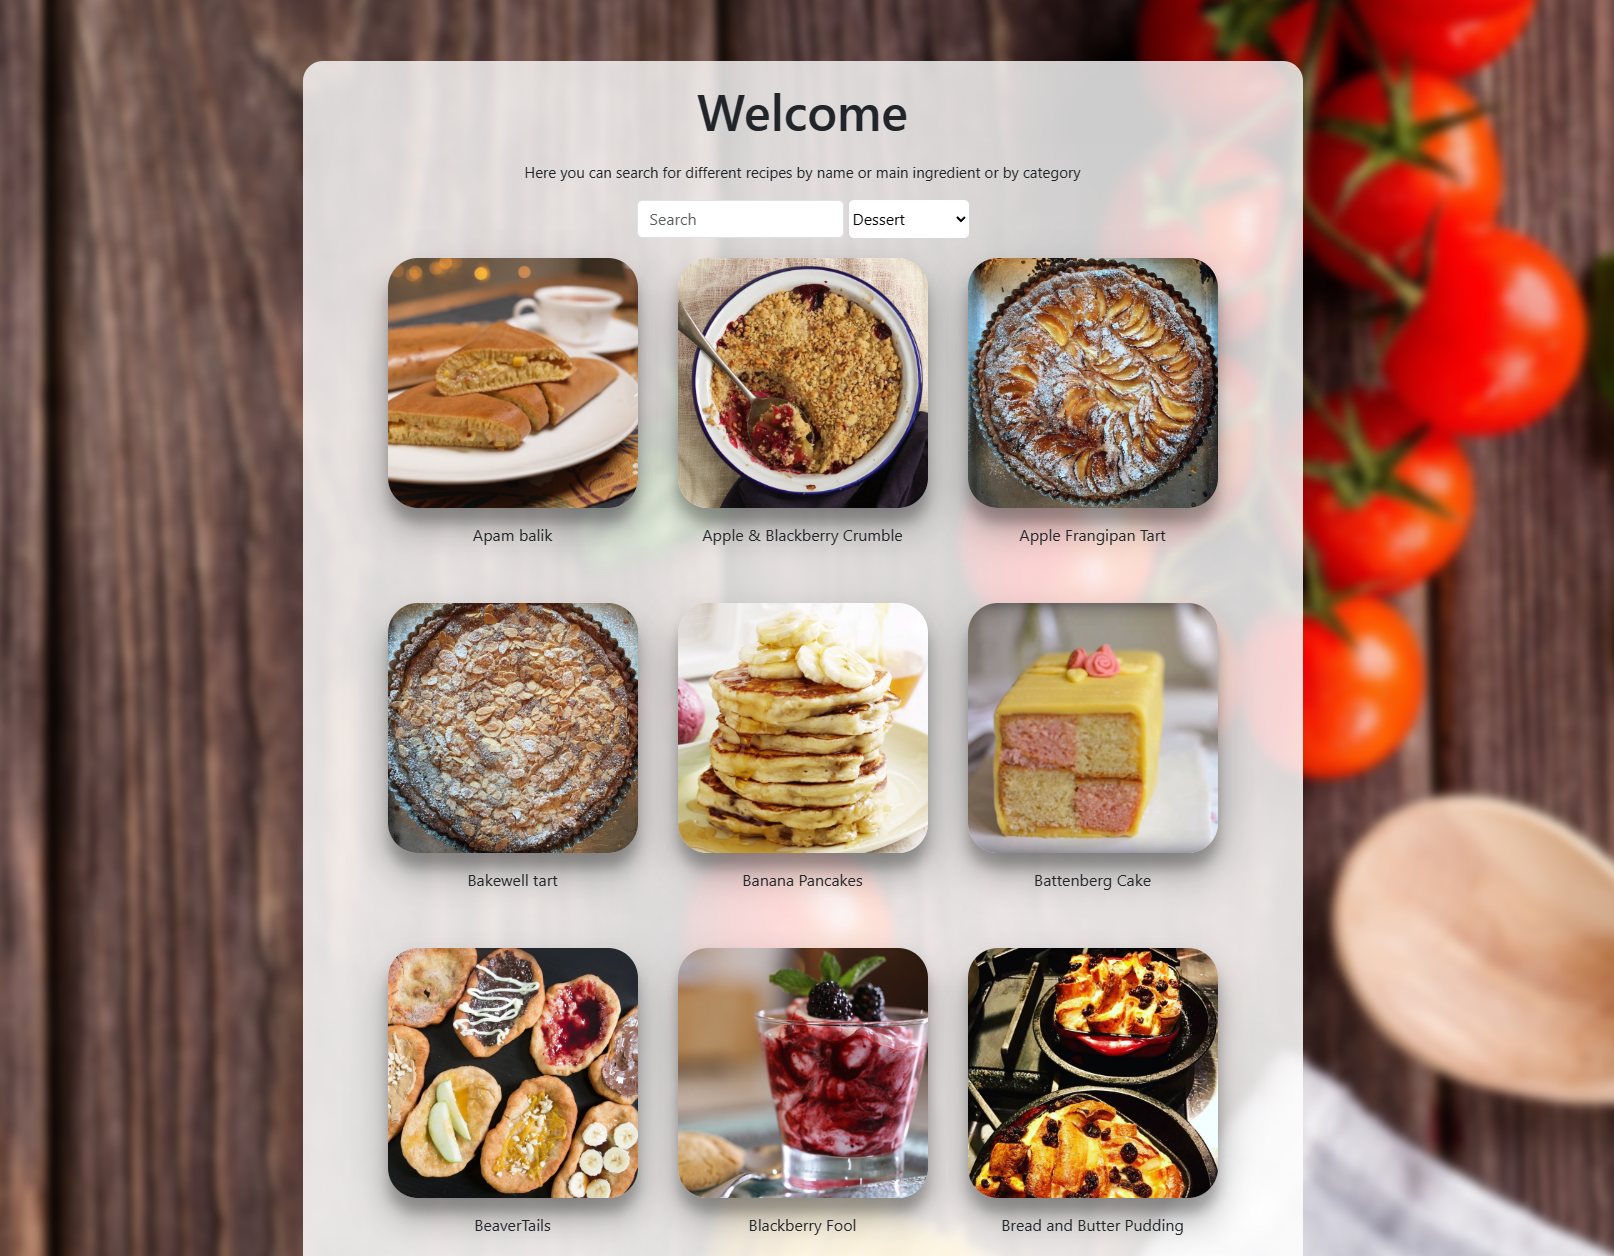 Welcome
Here you can search for different recipes by name or main ingredient or by category
Search
Dessert
Apam balik
Apple & Blackberry Crumble
Apple Frangipan Tart
Bakewell tart
Banana Pancakes
Battenberg Cake
BeaverTails
Blackberry Fool
Bread and Butter Pudding